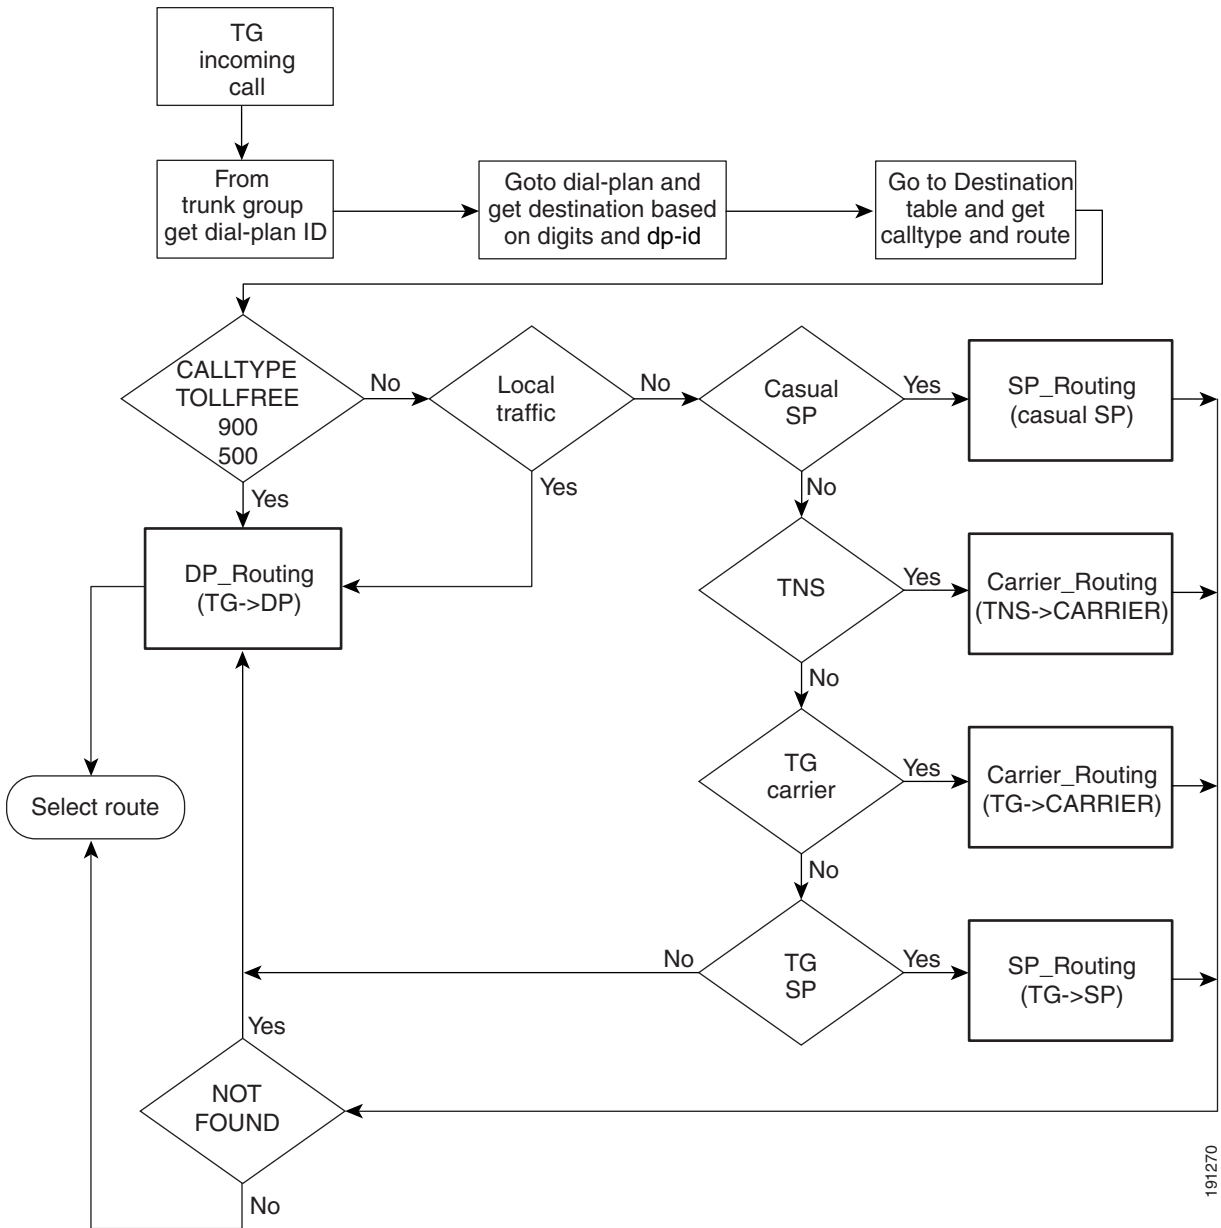 TG
incoming
call
From
trunk group
get dial-plan ID
Goto dial-plan and
get destination based
on digits and dp-id
Go to Destination
table and get
calltype and route
CALLTYPE
TOLLFREE
900
500
No
Local
traffic
No
Casual
SP
Yes
SP_Routing
(casual SP)
Yes
Yes
No
DP_Routing
(TG->DP)
TNS
Yes
Carrier_Routing
(TNS->CARRIER)
No
Select route
TG
carrier
Yes
Carrier_Routing
(TG->CARRIER)
No
No
TG
SP
Yes
SP_Routing
(TG->SP)
Yes
NOT
FOUND
No
191270